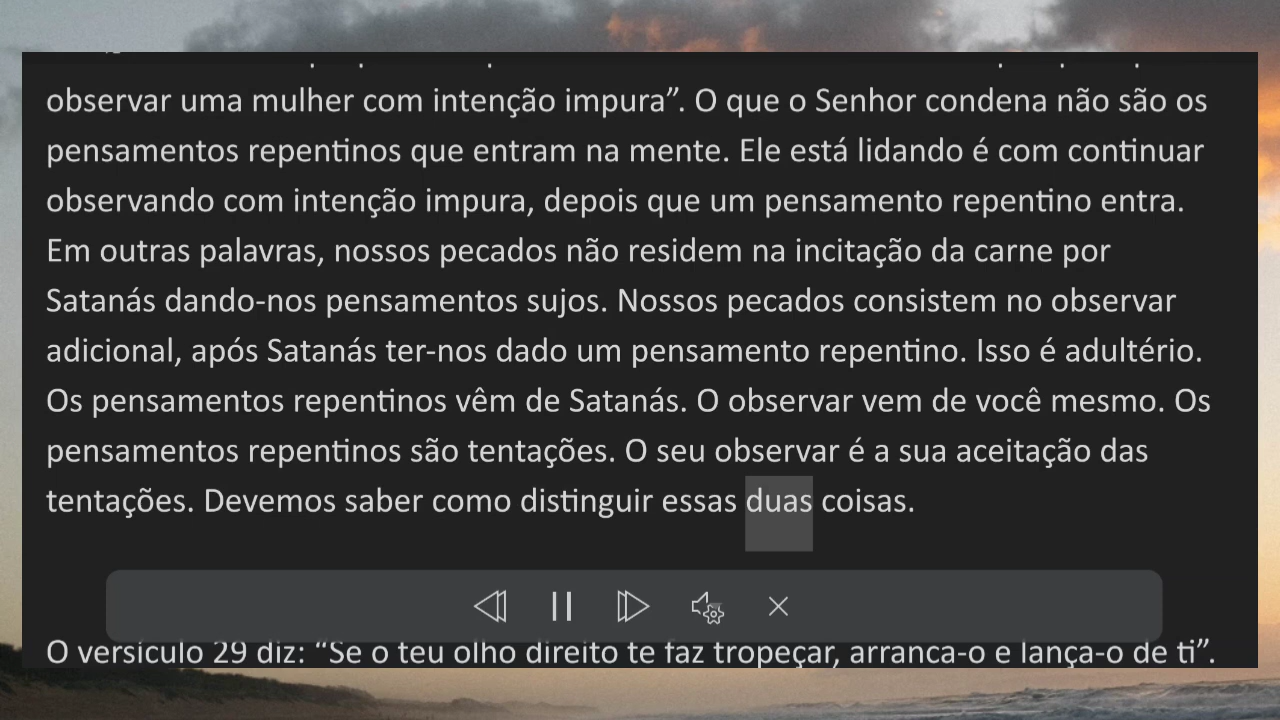 observar uma mulher com intenção impura”. O que o Senhor condena não são os
pensamentos repentinos que entram na mente. Ele está lidando é com continuar
observando com intenção impura, depois que um pensamento repentino entra.
Em outras palavras, nossos pecados não residem na incitação da carne por
Satanás dando-nos pensamentos sujos. Nossos pecados consistem no observar
adicional, após Satanás ter-nos dado um pensamento repentino. Isso é adultério.
Os pensamentos repentinos vêm de Satanás. O observar vem de você mesmo. Os
pensamentos repentinos são tentações. O seu observar é a sua aceitação das
tentações. Devemos saber como distinguir essas duas coisas.
O versículo 29 diz: “Se o teu olho direito te faz tropeçar, arranca-o e lança-o de ti”.